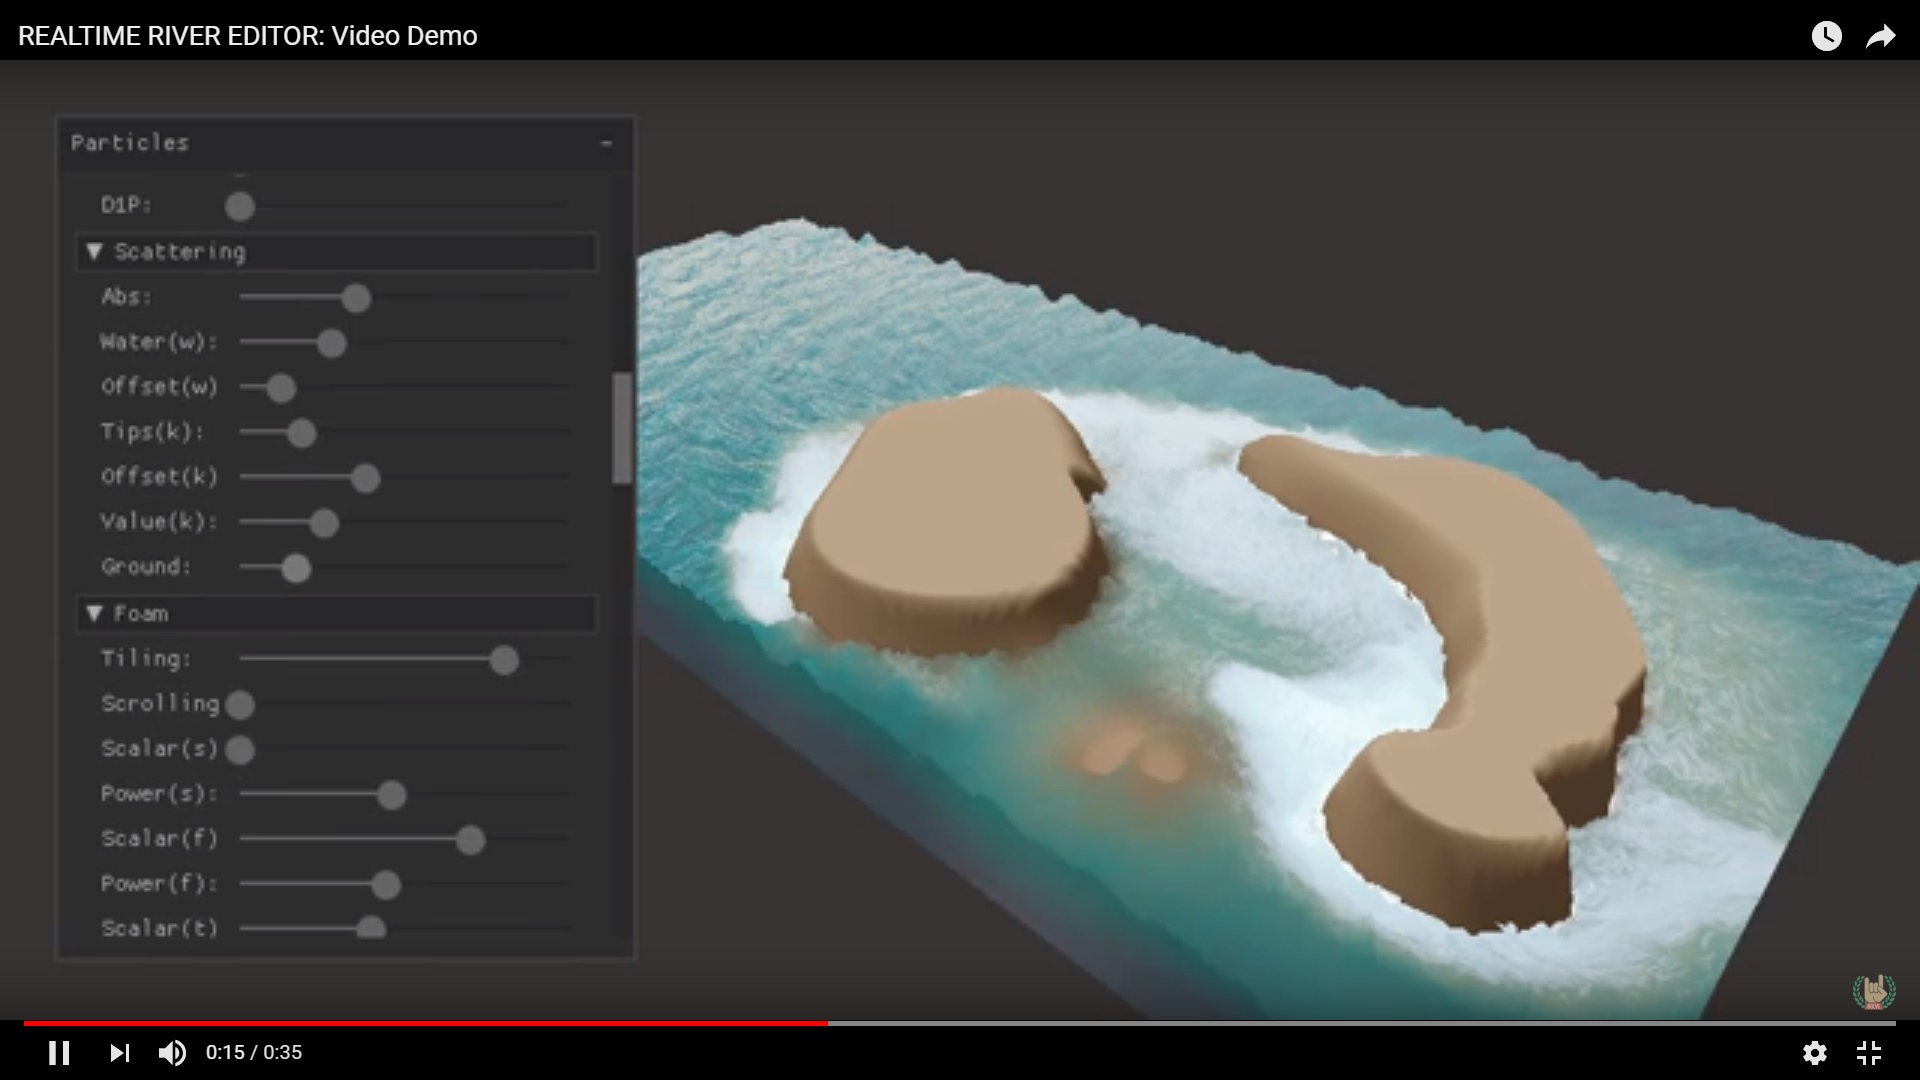 REALTIME RIVER EDITOR: Video Demo
Particles
D1P:
Scattering
Abs:
Water(w):
Offset(w)
Tips(k):
Offset(k)
Value(k):
Ground:
Foam
Tiling:
Scrolling
Scalar(s)
Power(s):
Scalar(f)
Power(f):
Scalar(t)
0:15 / 0:35